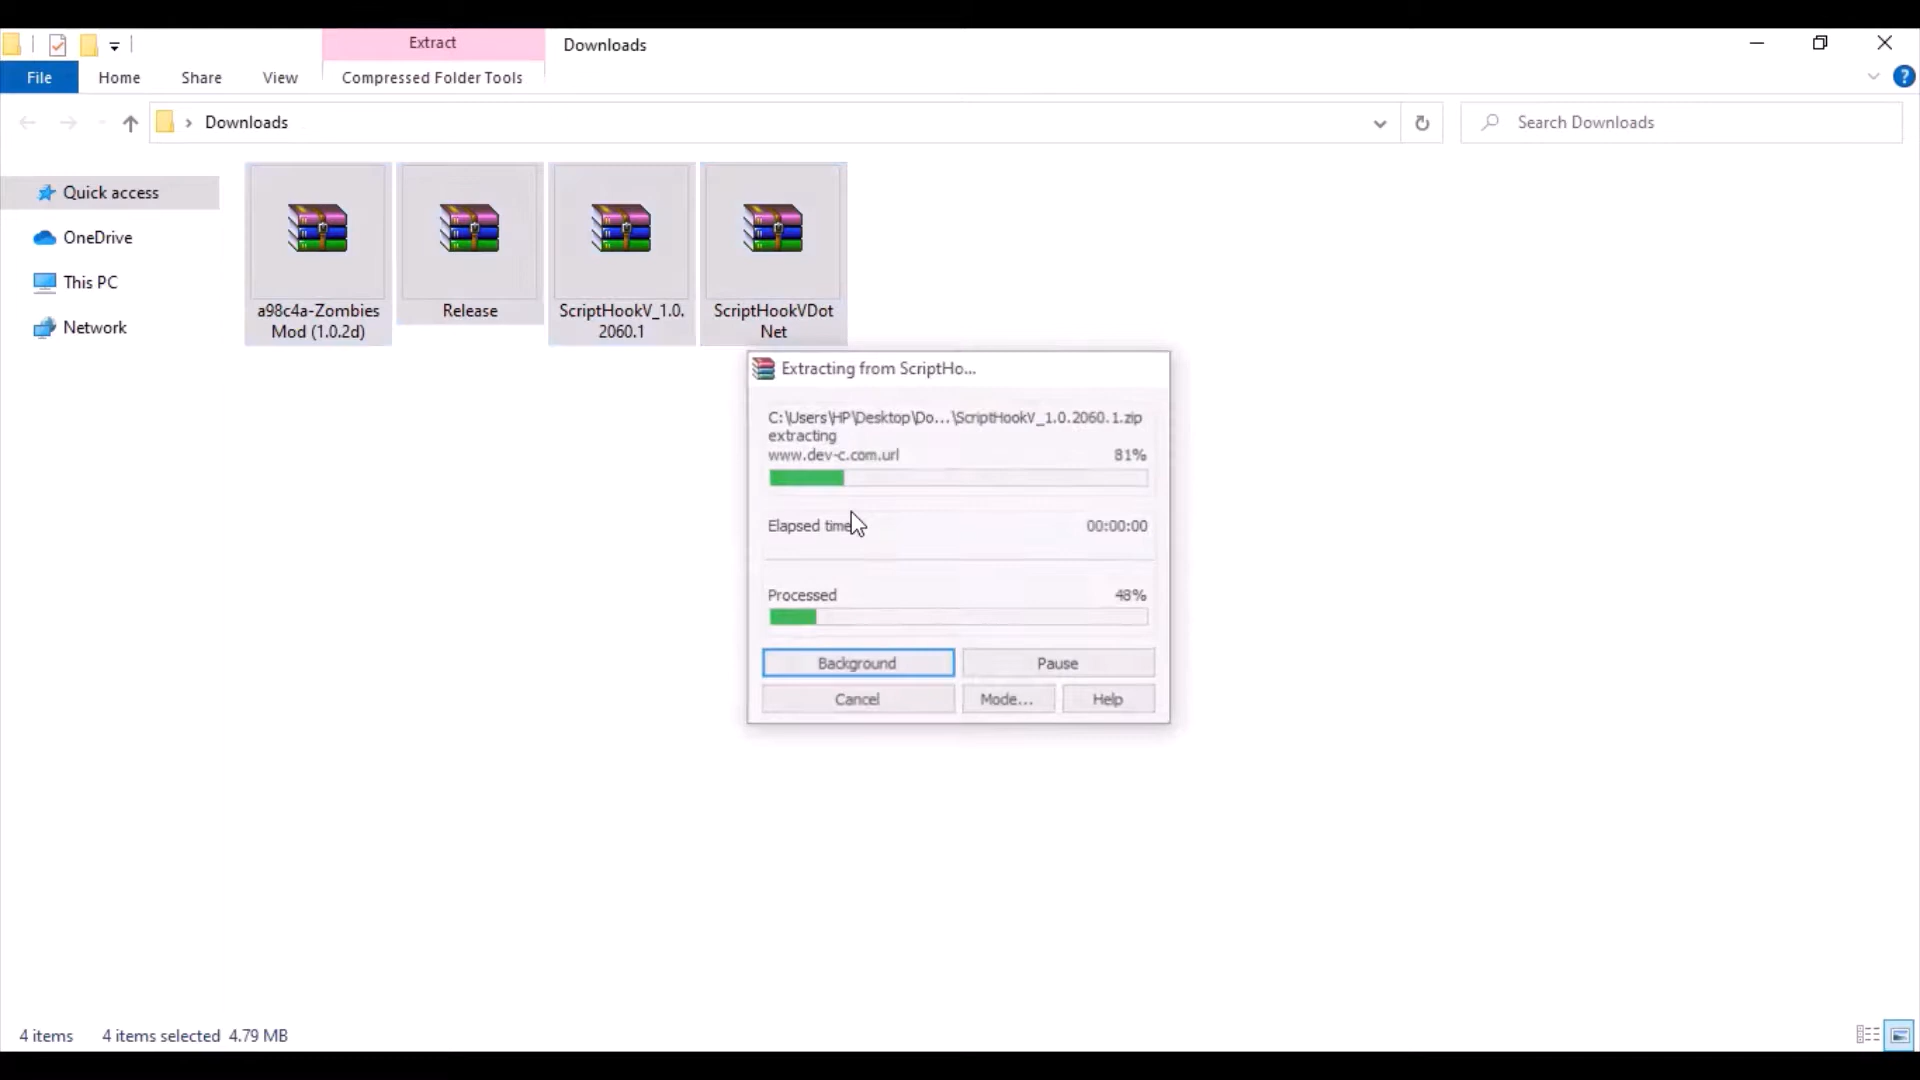 Extract
Downloads
File
Home
Share
View
Compressed Folder Tools
?
> Downloads
Search Downloads
Quick access
OneDrive
This PC
Network
a98c4a-Zombies
Mod (1.0.2d)
Release
ScriptHookV_1.0.
2060.1
ScriptHookVDot
Net
Extracting from ScriptHo...
C:\Users\HP\Desktop\Do...\ScriptHookV_1.0.2060.1.zip
extracting
www.dev-c.com.url
81%
Elapsed time
00:00:00
Processed
48%
Background
Pause
Cancel
Mode...
Help
4 items
4 items selected 4.79 MB